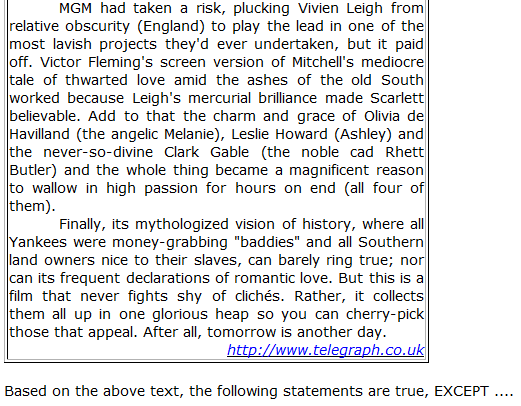 MGM had taken a risk, plucking Vivien Leigh from
relative obscurity (England) to play the lead in one of the
most lavish projects they'd ever undertaken, but it paid
off. Victor Fleming's screen version of Mitchell's mediocre
tale of thwarted love amid the ashes of the old South
worked because Leigh's mercurial brilliance made Scarlett
believable. Add to that the charm and grace of Olivia de
Havilland (the angelic Melanie), Leslie Howard (Ashley) and
the never-so-divine Clark Gable (the noble cad Rhett
Butler) and the whole thing became a magnificent reason
to wallow in high passion for hours on end (all four of
them).
Finally, its mythologized vision of history, where all
Yankees were money-grabbing "baddies" and all Southern
land owners nice to their slaves, can barely ring true; nor
can its frequent declarations of romantic love. But this is a
film that never fights shy of clichés. Rather, it collects
them all up in one glorious heap so you can cherry-pick
those that appeal. After all, tomorrow is another day.
http://www.telegraph.co.uk
Based on the above text, the following statements are true, EXCEPT ....